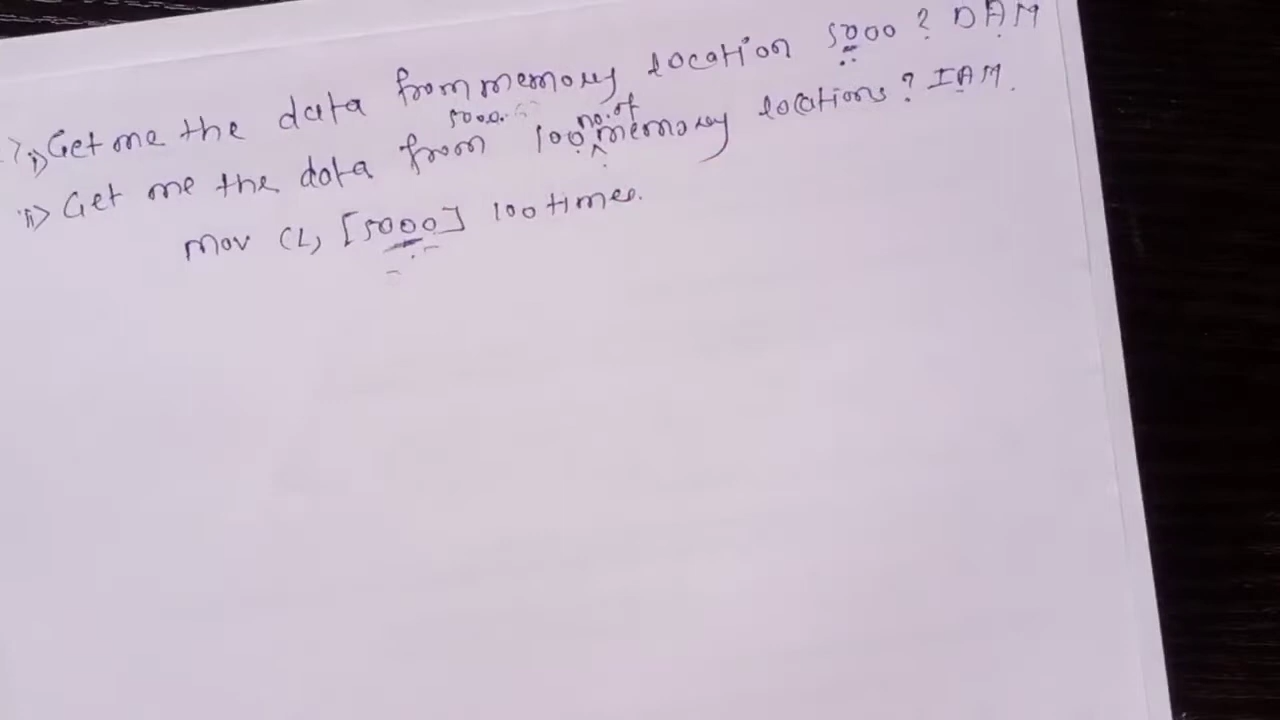 i) Get me the data from memory location 5000 ? DAM
5000. no. of
ii) Get me the data from 100 memory locations ? IAM.
mov CL, [5000] 100 times.